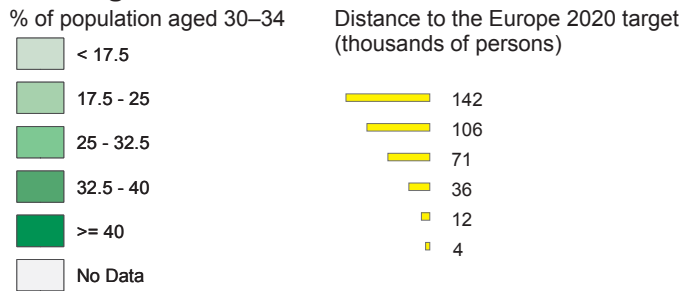 % of population aged 30–34
< 17.5
17.5 - 25
25 - 32.5
32.5 - 40
>= 40
No Data
Distance to the Europe 2020 target
(thousands of persons)
142
106
71
36
12
4